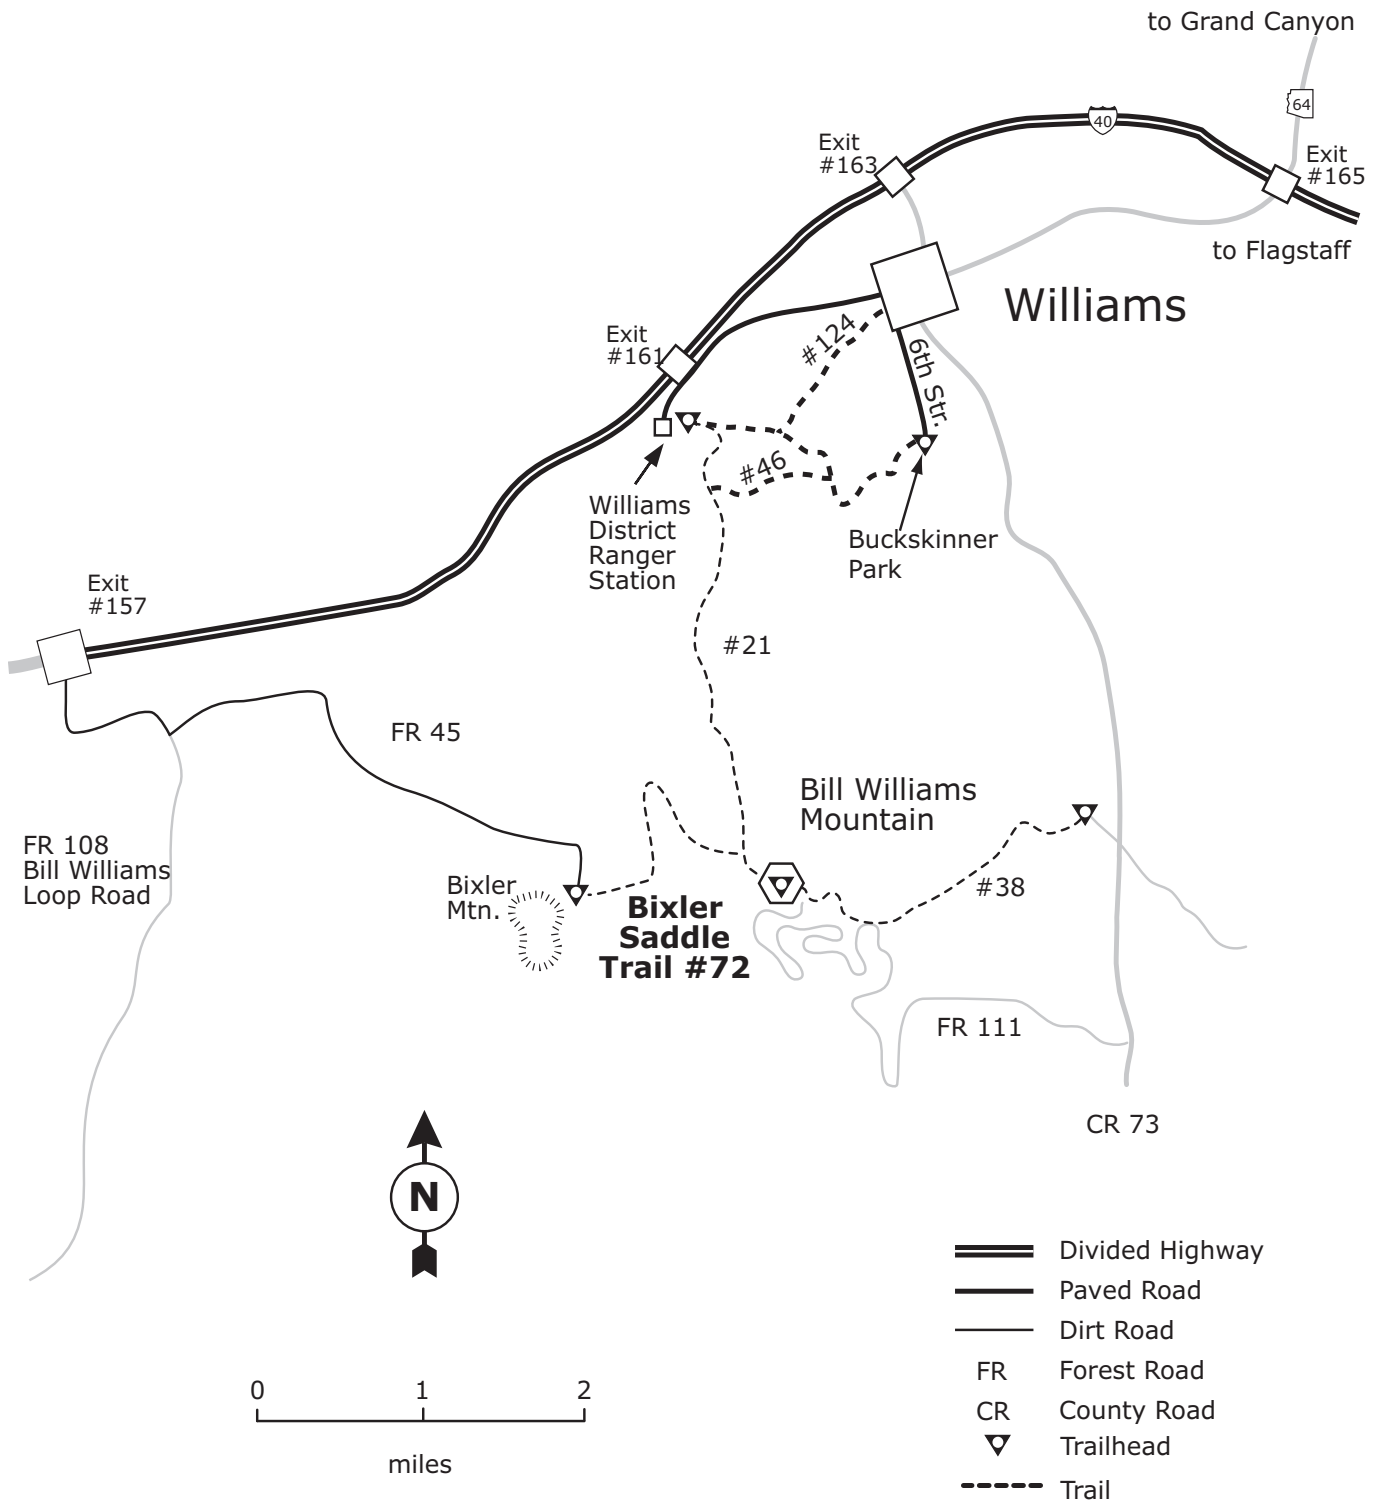 to Grand Canyon
64
40
Exit
#163
Exit
#165
to Flagstaff
Williams
Exit
#161
#124
6th Str.
#46
Williams
District
Ranger
Station
Buckskinner
Park
Exit
#157
#21
FR 45
Bill Williams
Mountain
FR 108
Bill Williams
Loop Road
Bixler
Mtn.
#38
Bixler
Saddle
Trail #72
FR 111
CR 73
N
Divided Highway
Paved Road
Dirt Road
FR Forest Road
CR County Road
Trailhead
Trail
0 1 2
miles